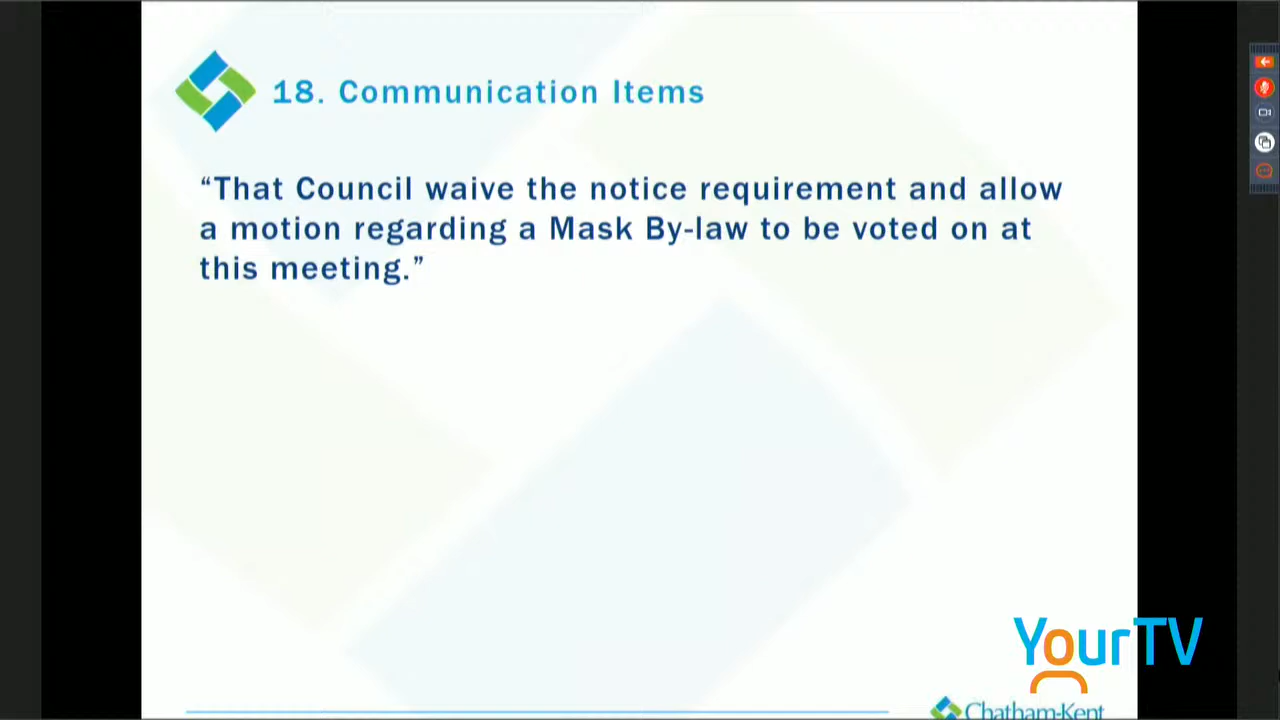 18. Communication Items
“That Council waive the notice requirement and allow
a motion regarding a Mask By-law to be voted on at
this meeting.”
YourTV
Chatham-Kent